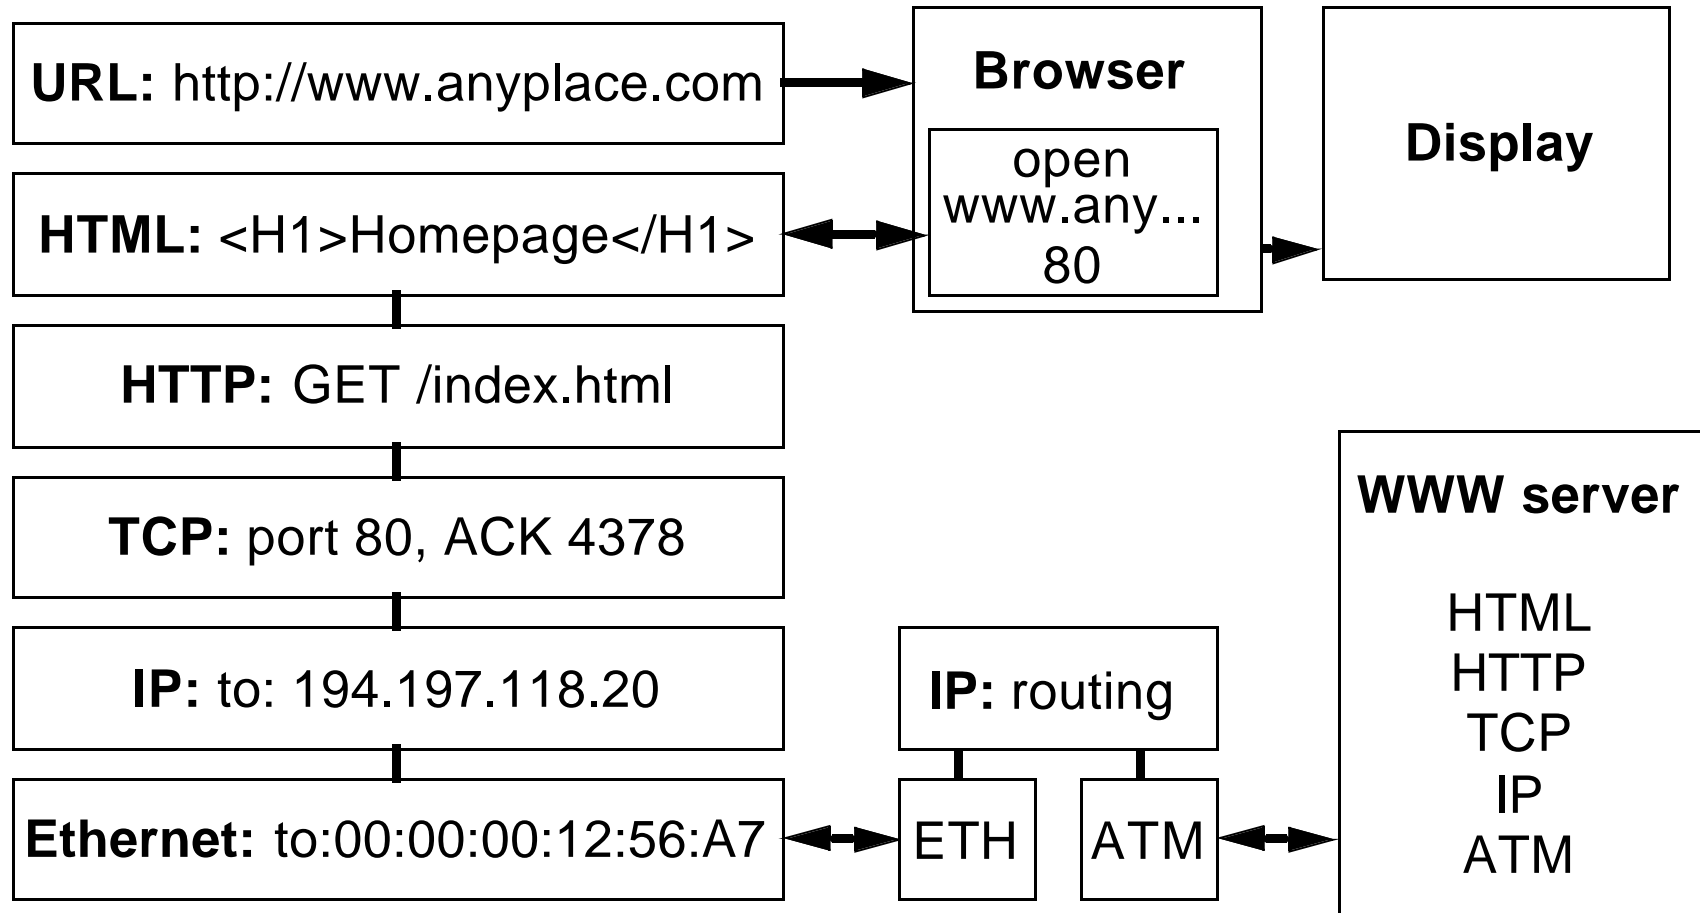 URL: http://www.anyplace.com
Browser
open
www.any...
80
Display
HTML: <H1>Homepage</H1>
HTTP: GET /index.html
TCP: port 80, ACK 4378
IP: to: 194.197.118.20
Ethernet: to:00:00:00:12:56:A7
IP: routing
ETH
ATM
WWW server
HTML
HTTP
TCP
IP
ATM